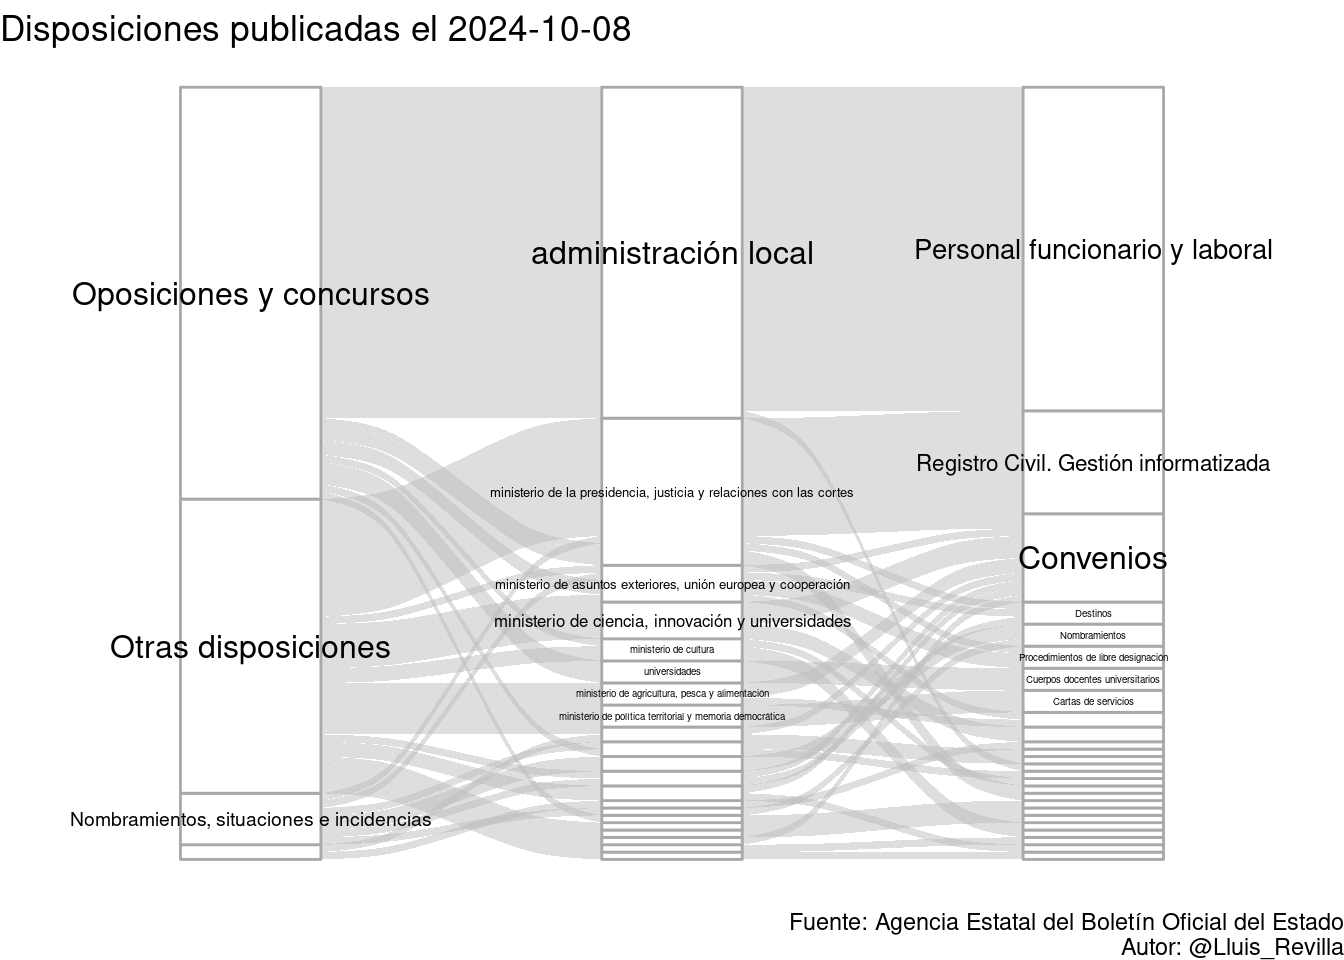 Disposiciones publicadas el 2024-10-08
Oposiciones y concursos
Otras disposiciones
Nombramientos, situaciones e incidencias
administración local
ministerio de la presidencia, justicia y relaciones con las cortes
ministerio de asuntos exteriores, unión europea y cooperación
ministerio de ciencia, innovación y universidades
ministerio de cultura
universidades
ministerio de agricultura, pesca y alimentación
ministerio de política territorial y memoria democrática
Personal funcionario y laboral
Registro Civil. Gestión informatizada
Convenios
Destinos
Nombramientos
Procedimientos de libre designación
Cuerpos docentes universitarios
Cartas de servicios
Fuente: Agencia Estatal del Boletín Oficial del Estado
Autor: @Lluis_Revilla